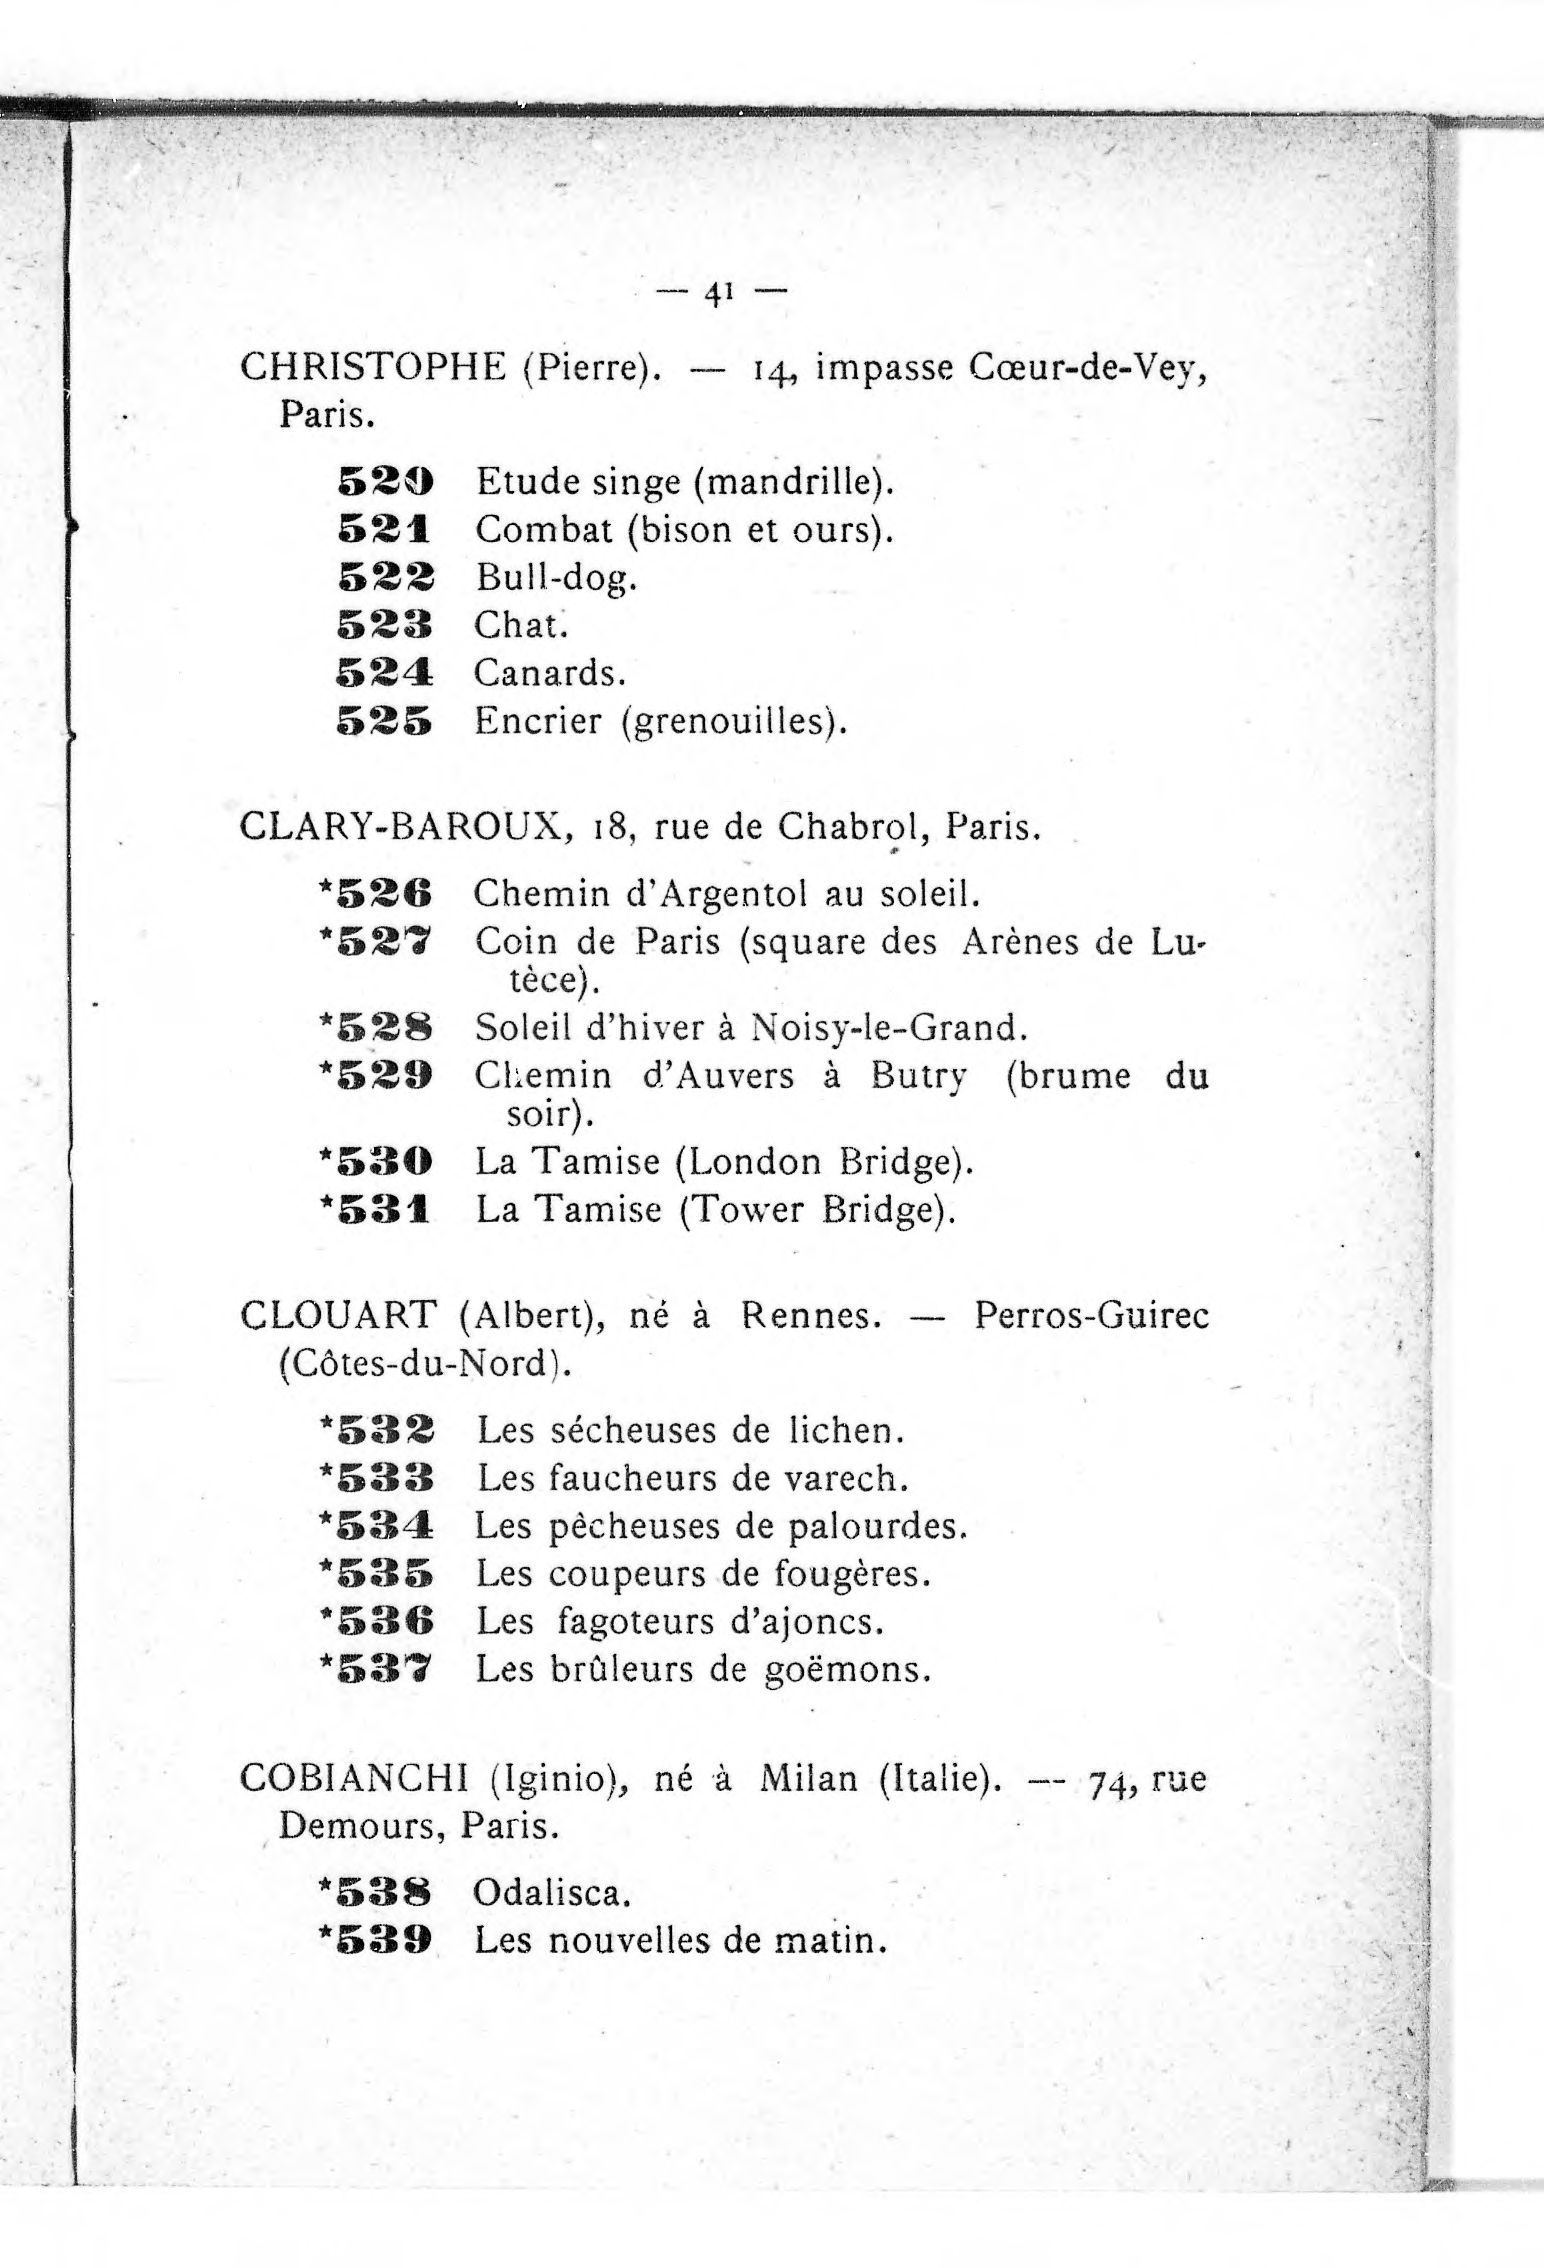 — 41 —
CHRISTOPHE (Pierre). — 14, impasse Cœur-de-Vey,
Paris.
520 Etude singe (mandrille).
521 Combat (bison et ours).
522 Bull-dog.
523 Chat.
524 Canards.
525 Encrier (grenouilles).
CLARY-BAROUX, 18, rue de Chabrol, Paris.
*526 Chemin d'Argentol au soleil.
*527 Coin de Paris (square des Arènes de Lu-
tèce).
*528 Soleil d'hiver à Noisy-le-Grand.
*529 Chemin d'Auvers à Butry (brume du
soir).
*530 La Tamise (London Bridge).
*531 La Tamise (Tower Bridge).
CLOUART (Albert), né à Rennes. — Perros-Guirec
(Côtes-du-Nord).
*532 Les sécheuses de lichen.
*533 Les faucheurs de varech.
*534 Les pêcheuses de palourdes.
*535 Les coupeurs de fougères.
*536 Les fagoteurs d'ajoncs.
*537 Les brûleurs de goëmons.
COBIANCHI (Iginio), né à Milan (Italie). — 74, rue
Demours, Paris.
*538 Odalisca.
*539 Les nouvelles de matin.